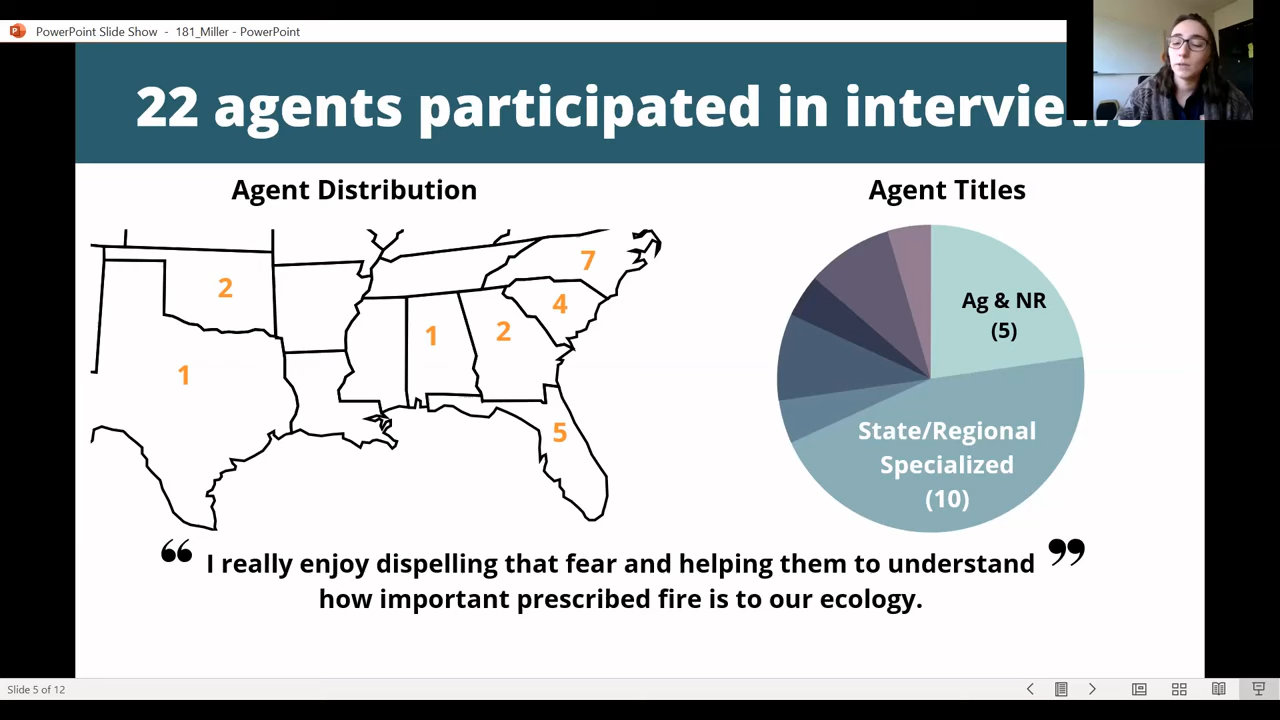 PowerPoint Slide Show - 181_Miller - PowerPoint
22 agents participated in interviews
Agent Distribution
Agent Titles
7
2
4
1
2
1
5
Ag & NR
(5)
State/Regional
Specialized
(10)
“ I really enjoy dispelling that fear and helping them to understand ”
how important prescribed fire is to our ecology.
Slide 5 of 12